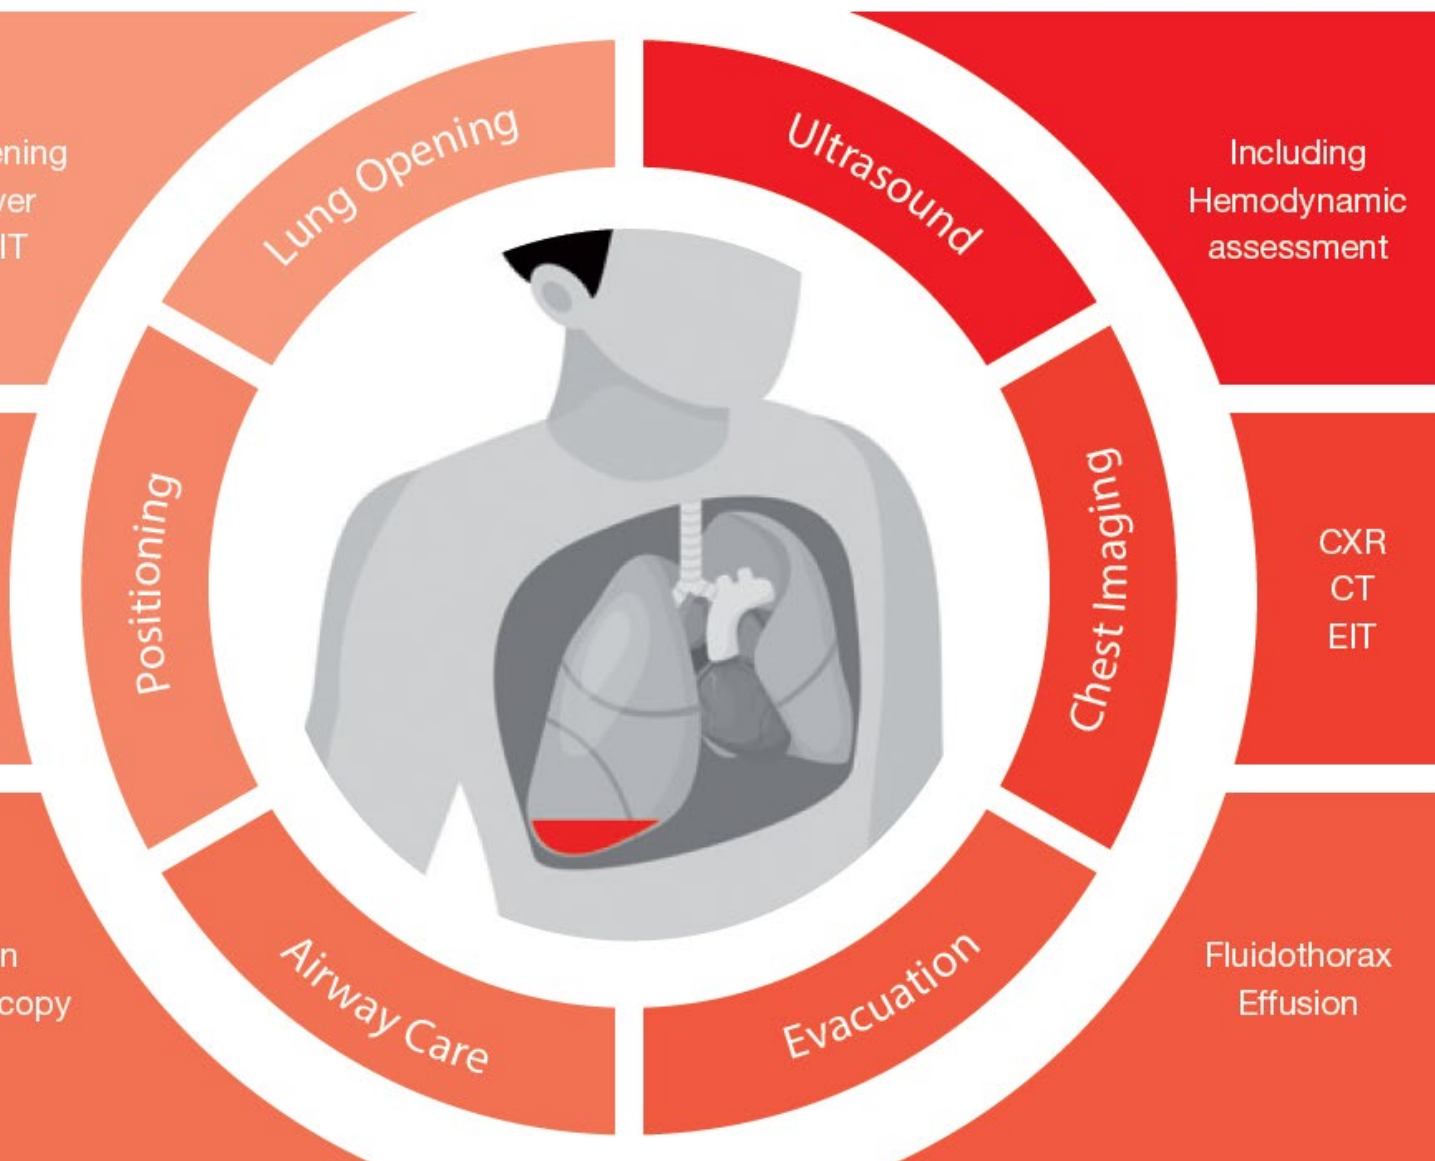 Lung Opening
Ultrasound
Including
Hemodynamic
assessment
Positioning
Chest Imaging
CXR
CT
EIT
Airway Care
Evacuation
Fluidothorax
Effusion